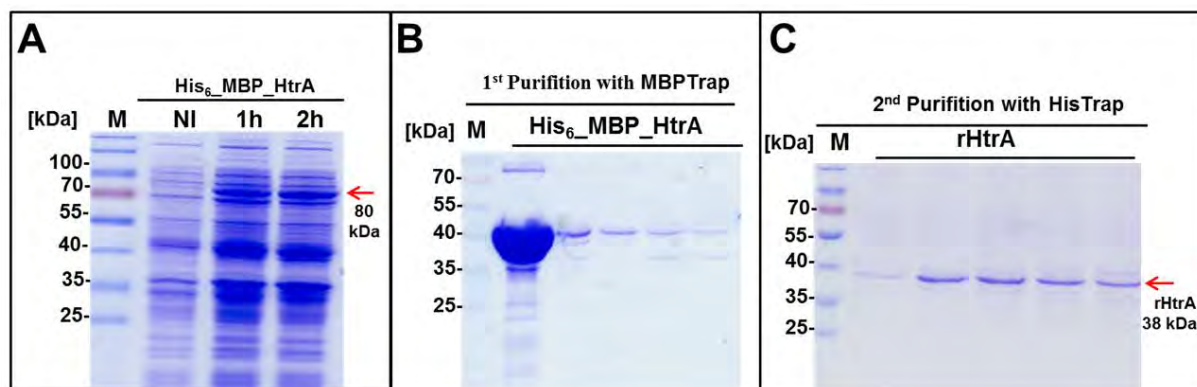 A
His₆_MBP_HtrA
[kDa] M NI 1h 2h
100-
70-
55-
40-
35-
25-
80
kDa
B
1st Purifition with MBPTrap
[kDa] M His₆_MBP_HtrA
70-
55-
40-
35-
25-
C
2nd Purifition with HisTrap
[kDa] M rHtrA
70-
55-
40-
35-
25-
rHtrA
38 kDa